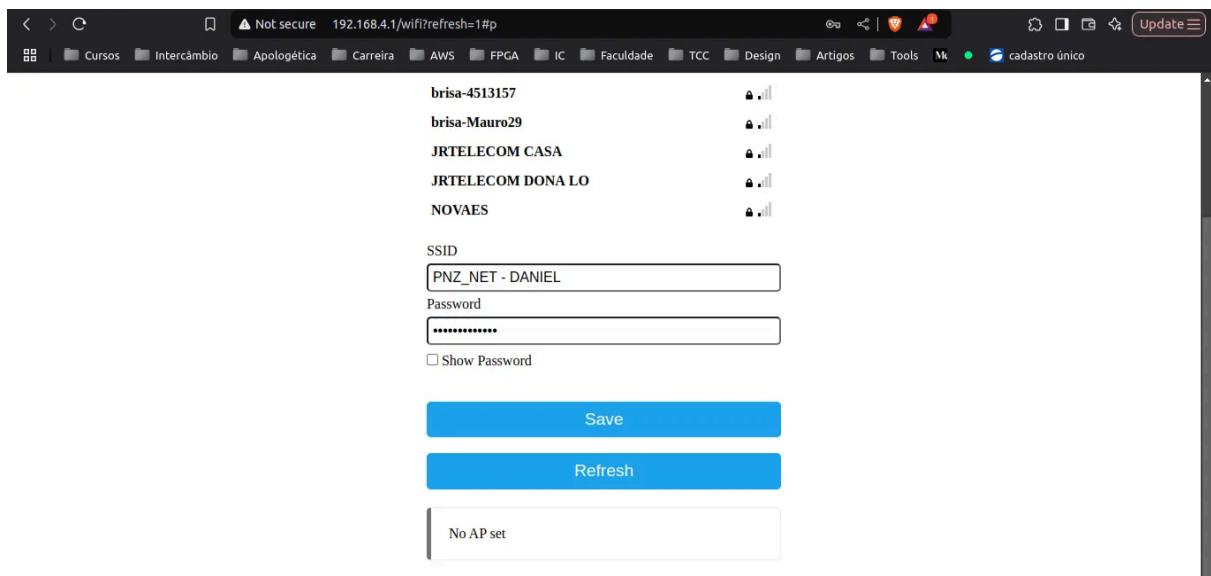 Not secure 192.168.4.1/wifi?refresh=1#p Update
Cursos Intercâmbio Apologética Carreira AWS FPGA IC Faculdade TCC Design Artigos Tools cadastro único
brisa-4513157
brisa-Mauro29
JRTELECOM CASA
JRTELECOM DONA LO
NOVAES
SSID
PNZ_NET - DANIEL
Password
•••••••••••••
Show Password
Save
Refresh
No AP set